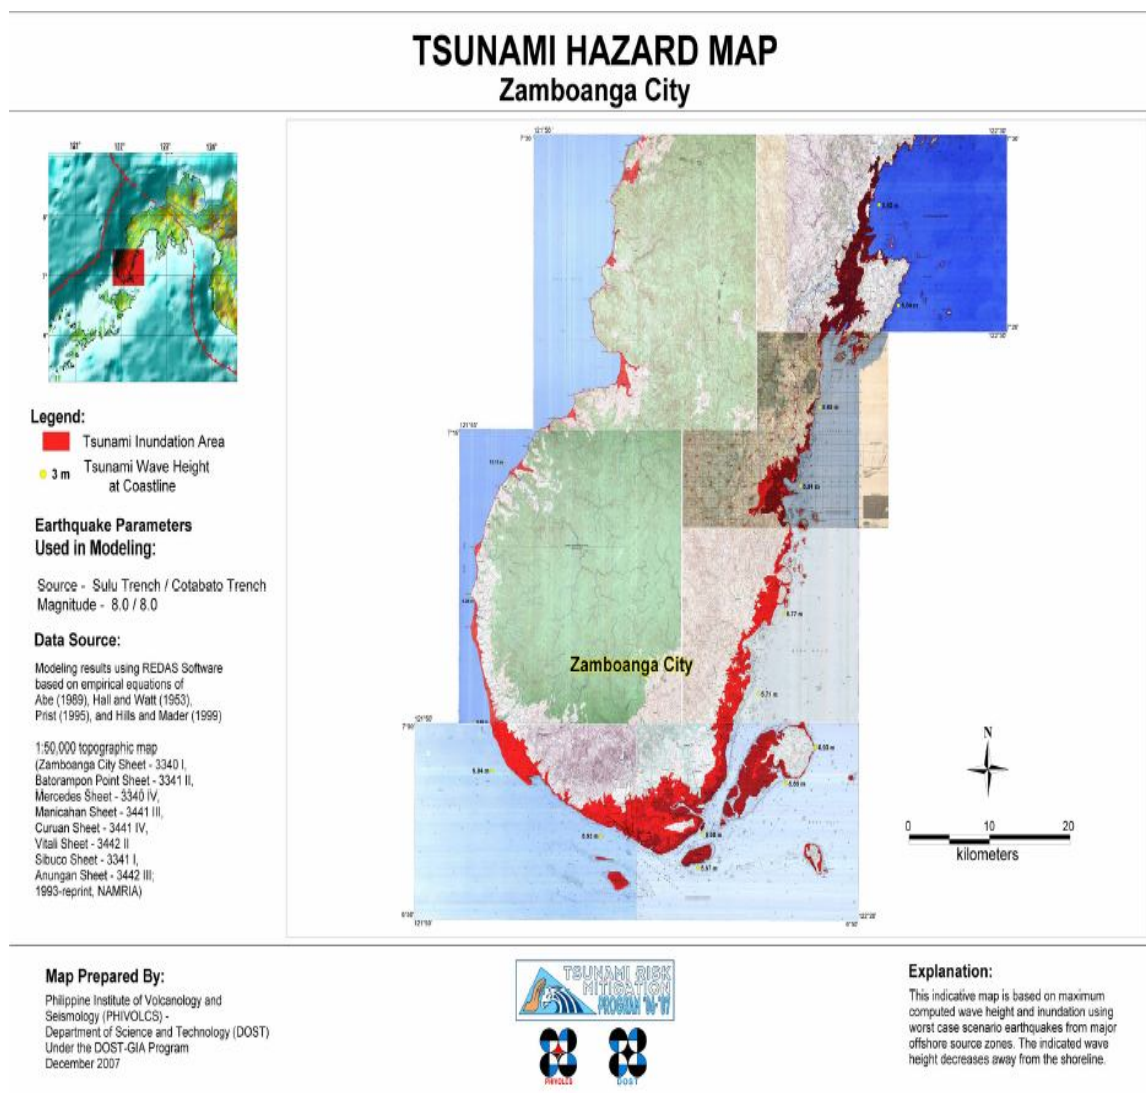 TSUNAMI HAZARD MAP
Zamboanga City
121°
122°
123°
124°
Legend:
Tsunami Inundation Area
3 m
Tsunami Wave Height
at Coastline
Earthquake Parameters
Used in Modeling:
Source - Sulu Trench / Cotabato Trench
Magnitude - 8.0 / 8.0
Data Source:
Modeling results using REDAS Software
based on empirical equations of
Abe (1989), Hall and Watt (1953),
Prist (1995), and Hills and Mader (1999)
1:50,000 topographic map
(Zamboanga City Sheet - 3340 I,
Batorampon Point Sheet - 3341 II,
Mercedes Sheet - 3340 IV,
Manicahan Sheet - 3441 III,
Curuan Sheet - 3441 IV,
Vitali Sheet - 3442 II
Sibuco Sheet - 3341 I,
Anungan Sheet - 3442 III;
1993-reprint, NAMRIA)
Zamboanga City
N
0 10 20
kilometers
Map Prepared By:
Philippine Institute of Volcanology and
Seismology (PHIVOLCS) -
Department of Science and Technology (DOST)
Under the DOST-GIA Program
December 2007
TSUNAMI RISK
MITIGATION
PROGRAM '06-'07
PHIVOLCS
DOST
Explanation:
This indicative map is based on maximum
computed wave height and inundation using
worst case scenario earthquakes from major
offshore source zones. The indicated wave
height decreases away from the shoreline.